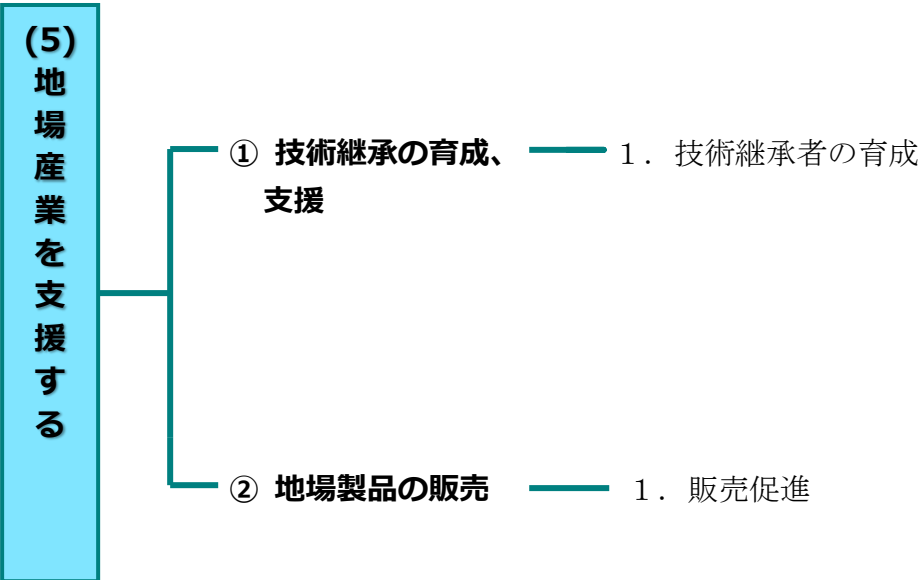 (5)地場産業を支援する
① 技術継承の育成、
支援
1．技術継承者の育成
② 地場製品の販売
1．販売促進